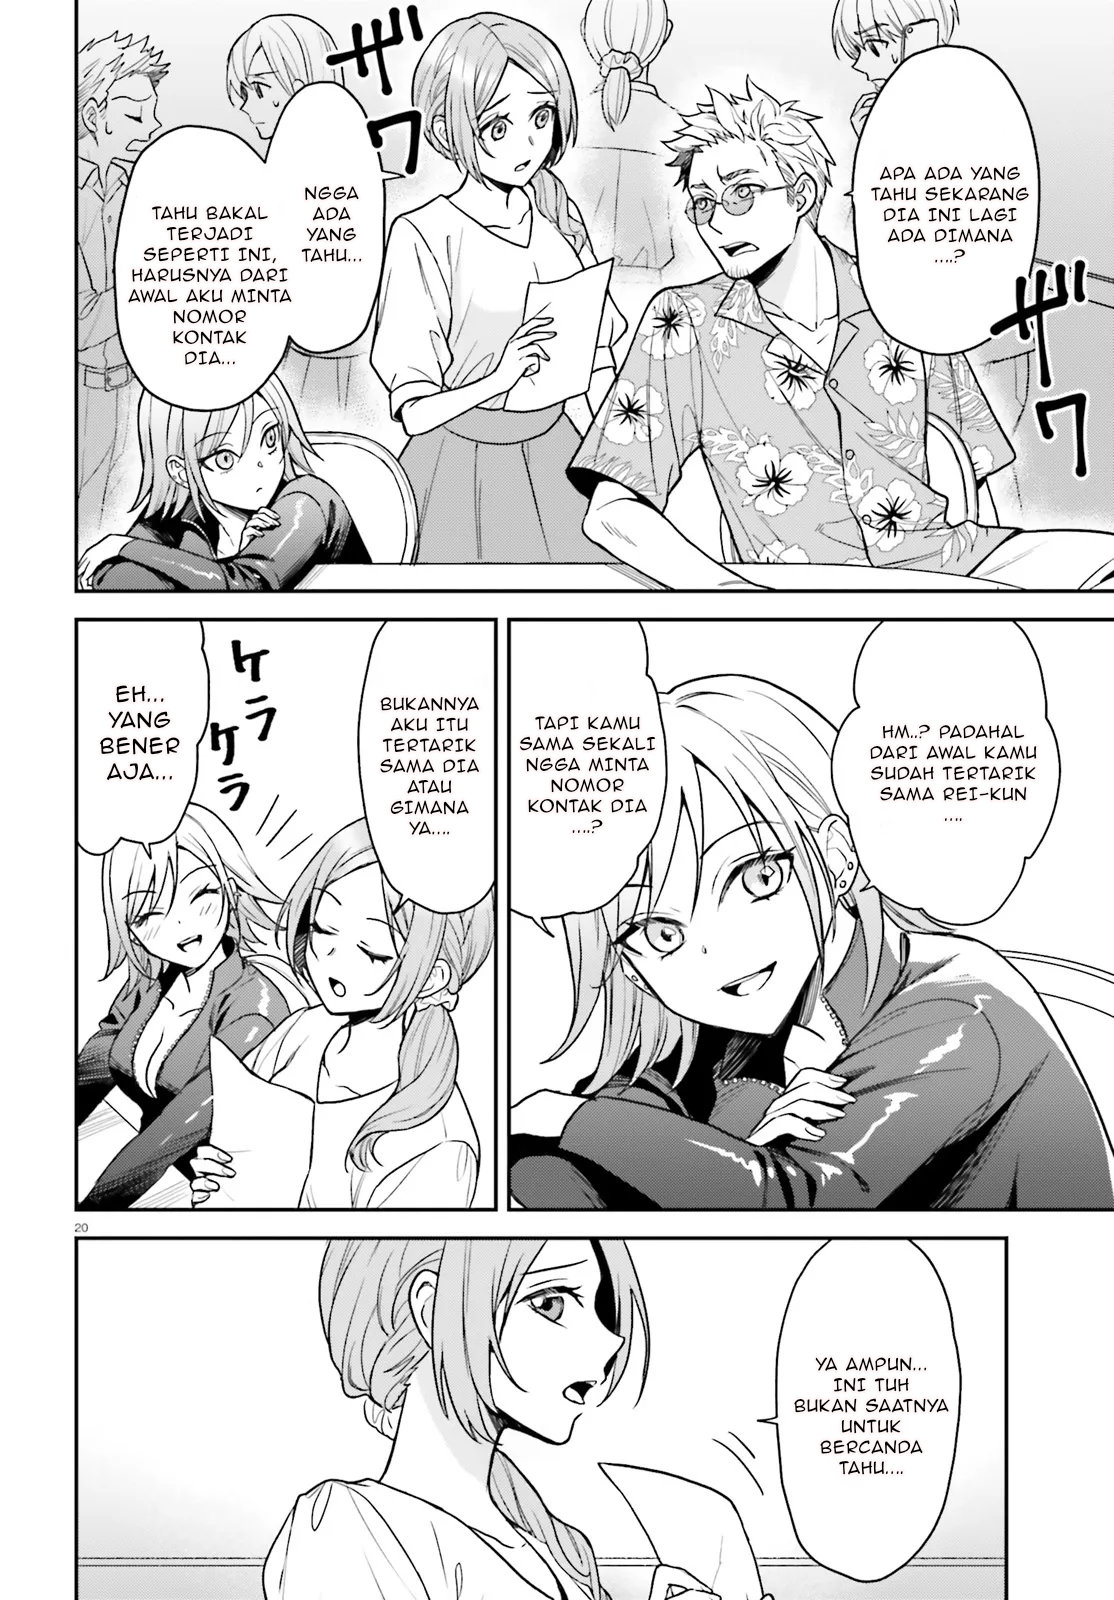 ザワ
APA ADA YANG
TAHU SEKARANG
DIA INI LAGI
ADA DIMANA
....?
ザワ
NGGA
ADA
YANG
TAHU...
TAHU BAKAL
TERJADI
SEPERTI INI,
HARUSNYA DARI
AWAL AKU MINTA
NOMOR
KONTAK
DIA...
HM..? PADAHAL
DARI AWAL KAMU
SUDAH TERTARIK
SAMA REI-KUN
....
TAPI KAMU
SAMA SEKALI
NGGA MINTA
NOMOR
KONTAK DIA
....?
BUKANNYA
AKU ITU
TERTARIK
SAMA DIA
ATAU
GIMANA
YA....
ケラケラ
EH...
YANG
BENER
AJA...
20
YA AMPUN...
INI TUH
BUKAN SAATNYA
UNTUK
BERCANDA
TAHU....